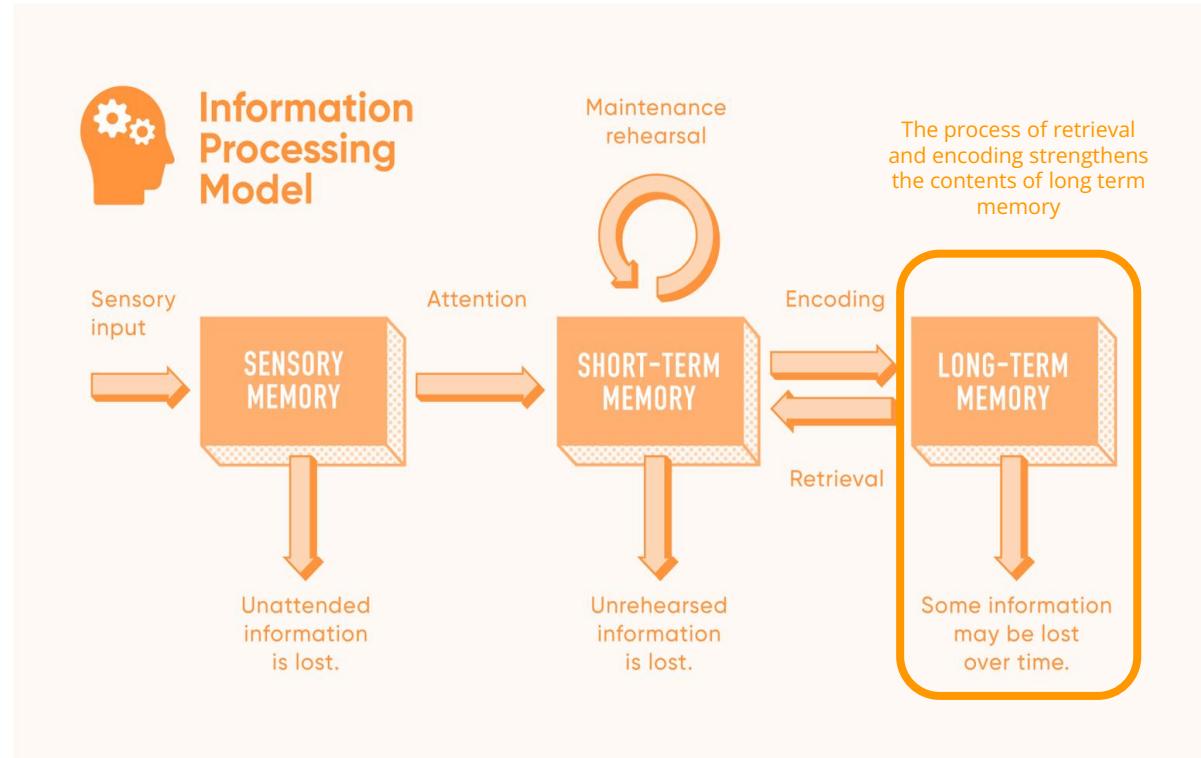 Information
Processing
Model
Maintenance
rehearsal
The process of retrieval
and encoding strengthens
the contents of long term
memory
Sensory
input
Attention
Encoding
SENSORY
MEMORY
SHORT-TERM
MEMORY
LONG-TERM
MEMORY
Retrieval
Unattended
information
is lost.
Unrehearsed
information
is lost.
Some information
may be lost
over time.